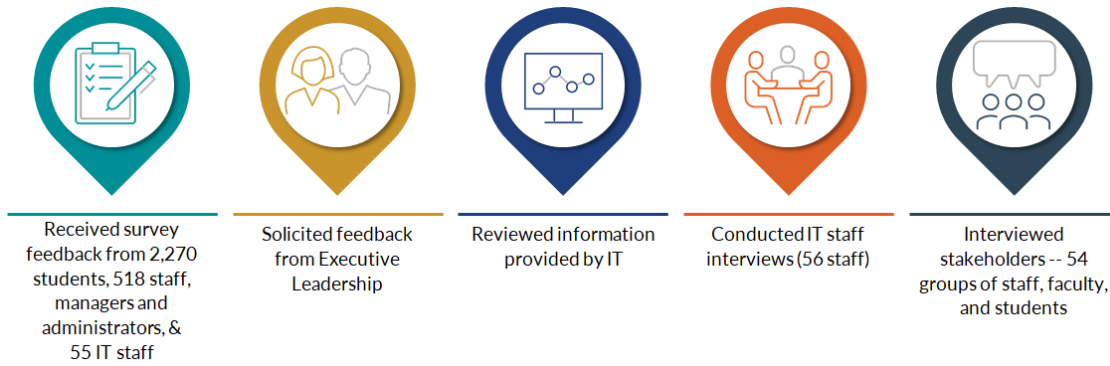 Received survey
feedback from 2,270
students, 518 staff,
managers and
administrators, &
55 IT staff
Solicited feedback
from Executive
Leadership
Reviewed information
provided by IT
Conducted IT staff
interviews (56 staff)
Interviewed
stakeholders -- 54
groups of staff, faculty,
and students